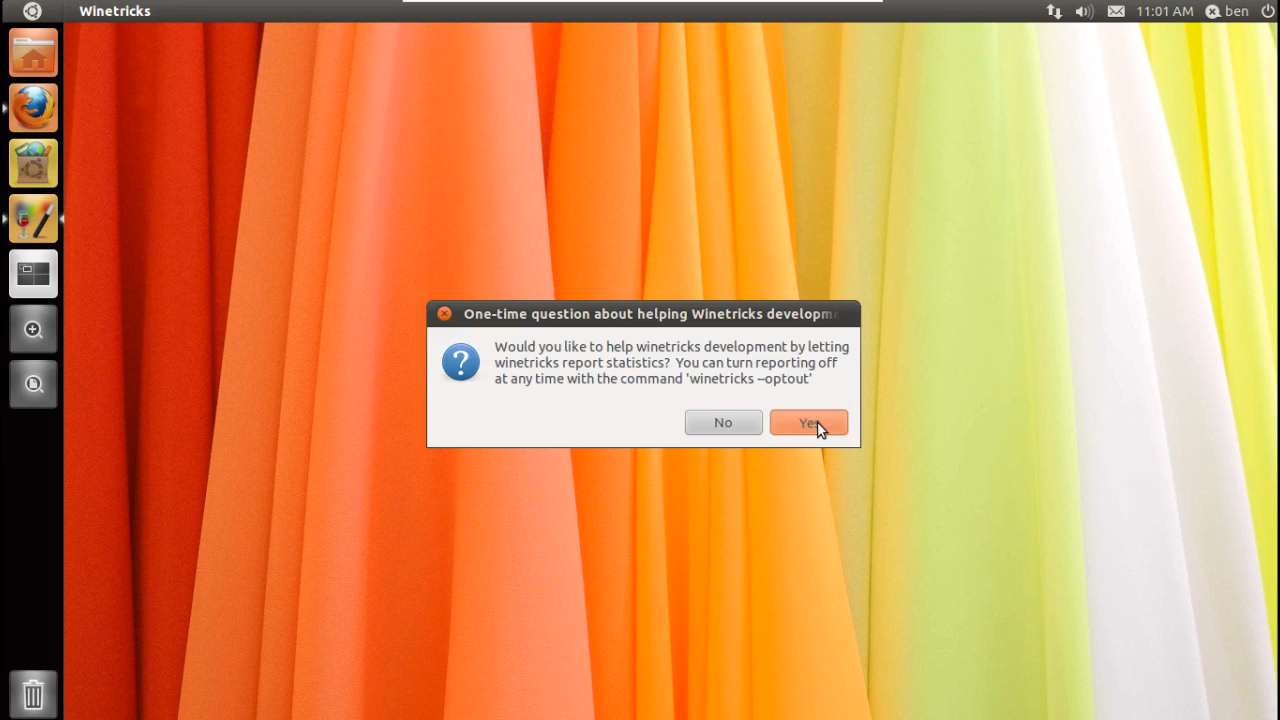 Winetricks
11:01 AM
ben
One-time question about helping Winetricks developm
Would you like to help winetricks development by letting
winetricks report statistics?  You can turn reporting off
at any time with the command 'winetricks --optout'
No
Yes